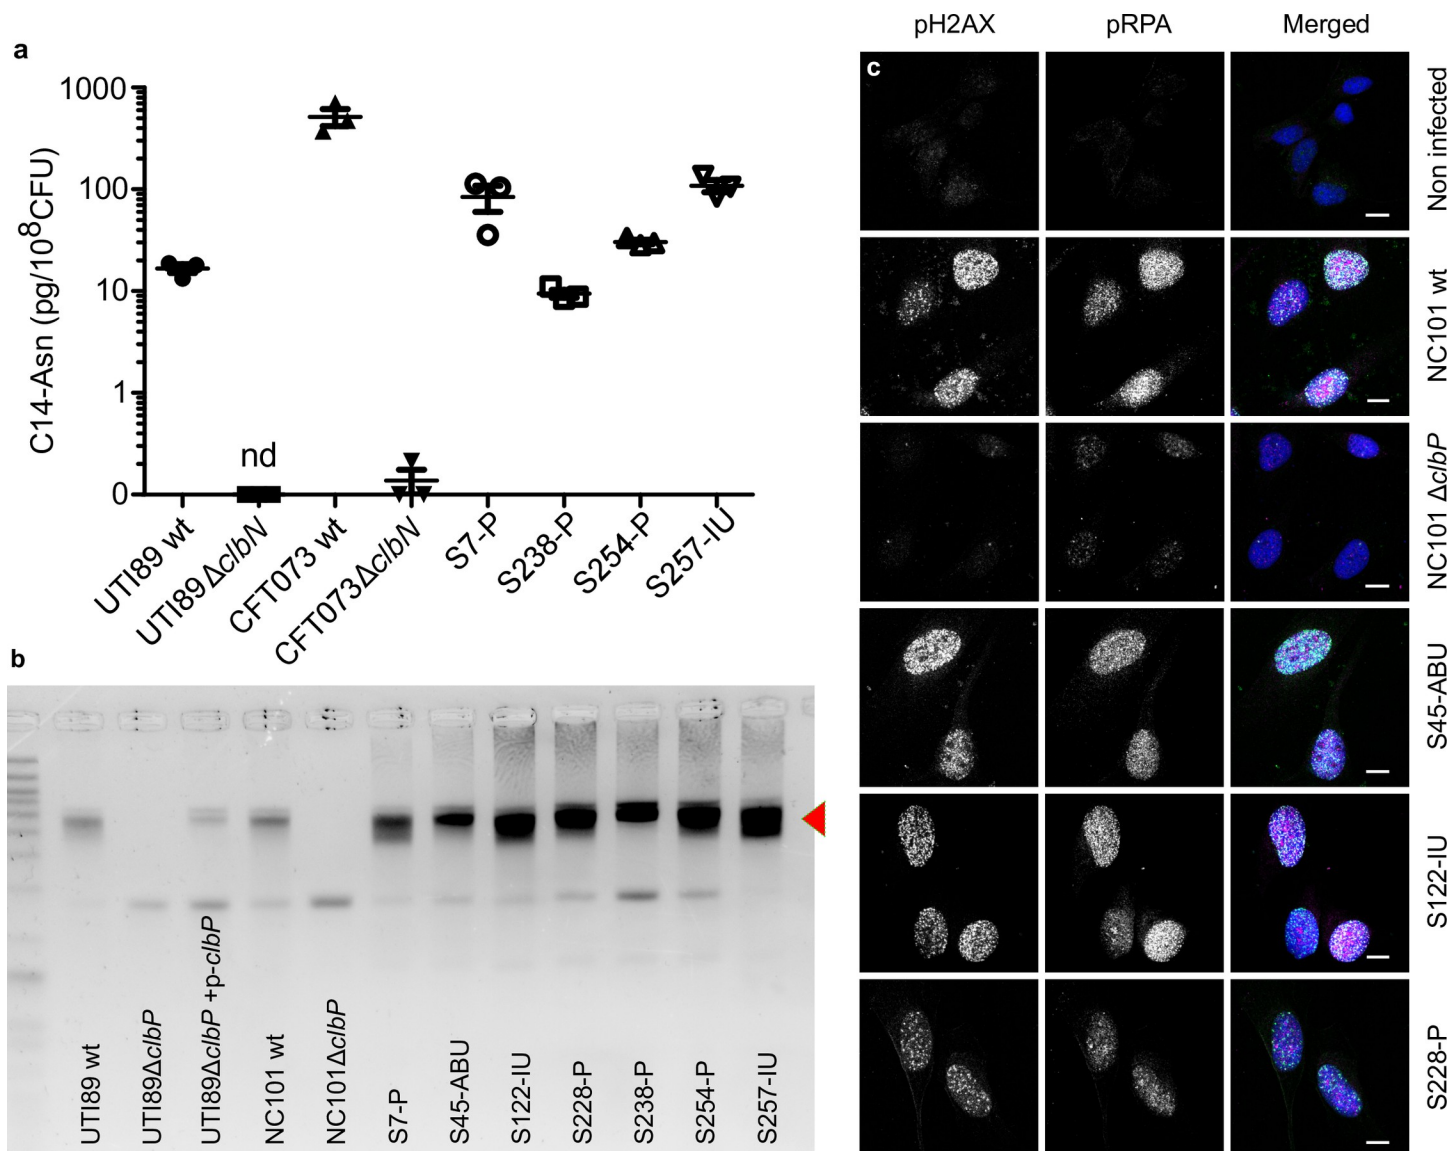 a
C14-Asn (pg/10⁸CFU)
1000
100
10
1
0
nd
UTI89 wt
UTI89ΔclbN
CFT073 wt
CFT073ΔclbN
S7-P
S238-P
S254-P
S257-IU
b
UTI89 wt
UTI89ΔclbP
UTI89ΔclbP +p-clbP
NC101 wt
NC101ΔclbP
S7-P
S45-ABU
S122-IU
S228-P
S238-P
S254-P
S257-IU
pH2AX
pRPA
Merged
c
Non infected
NC101 wt
NC101 ΔclbP
S45-ABU
S122-IU
S228-P